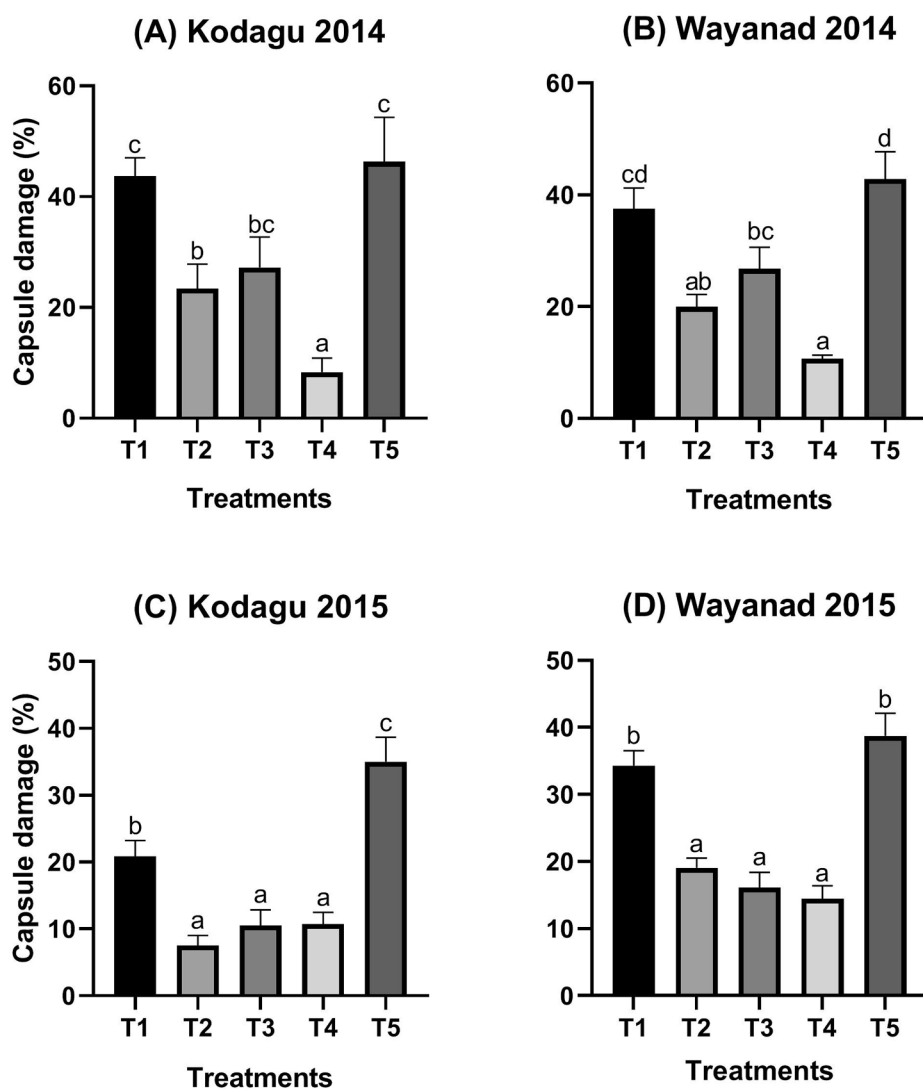 (A) Kodagu 2014
Capsule damage (%)
60
40
20
0
c
b
bc
a
c
T1 T2 T3 T4 T5
Treatments
(B) Wayanad 2014
60
40
20
0
cd
ab
bc
a
d
T1 T2 T3 T4 T5
Treatments
(C) Kodagu 2015
Capsule damage (%)
50
40
30
20
10
0
b
a
a
a
c
T1 T2 T3 T4 T5
Treatments
(D) Wayanad 2015
50
40
30
20
10
0
b
a
a
a
b
T1 T2 T3 T4 T5
Treatments